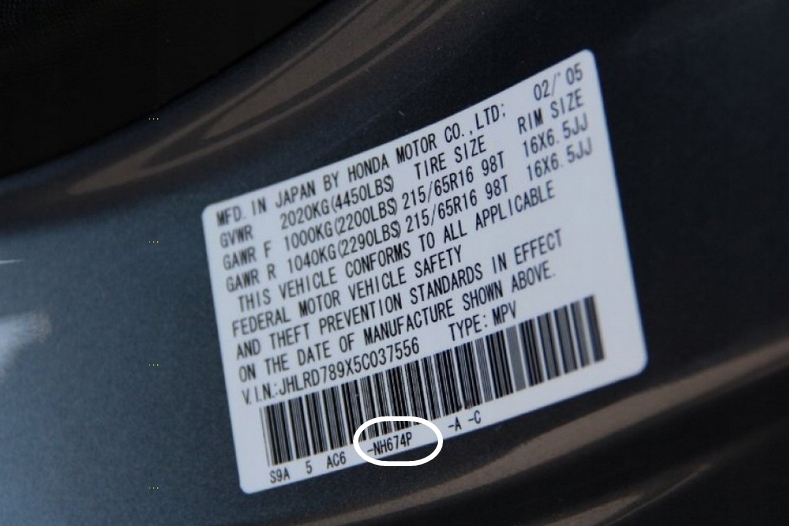 MFD. IN JAPAN BY HONDA MOTOR CO.,LTD: 02/'05
GVWR 2020KG(4450LBS) TIRE SIZE RIM SIZE
GAWR F 1000KG(2200LBS) 215/65R16 98T 16X6.5JJ
GAWR R 1040KG(2290LBS) 215/65R16 98T 16X6.5JJ
THIS VEHICLE CONFORMS TO ALL APPLICABLE
FEDERAL MOTOR VEHICLE SAFETY
AND THEFT PREVENTION STANDARDS IN EFFECT
ON THE DATE OF MANUFACTURE SHOWN ABOVE.
V.I.N.:JHLRD789X5C037556 TYPE: MPV
S9A 5 AC6 -NH674P -A -C